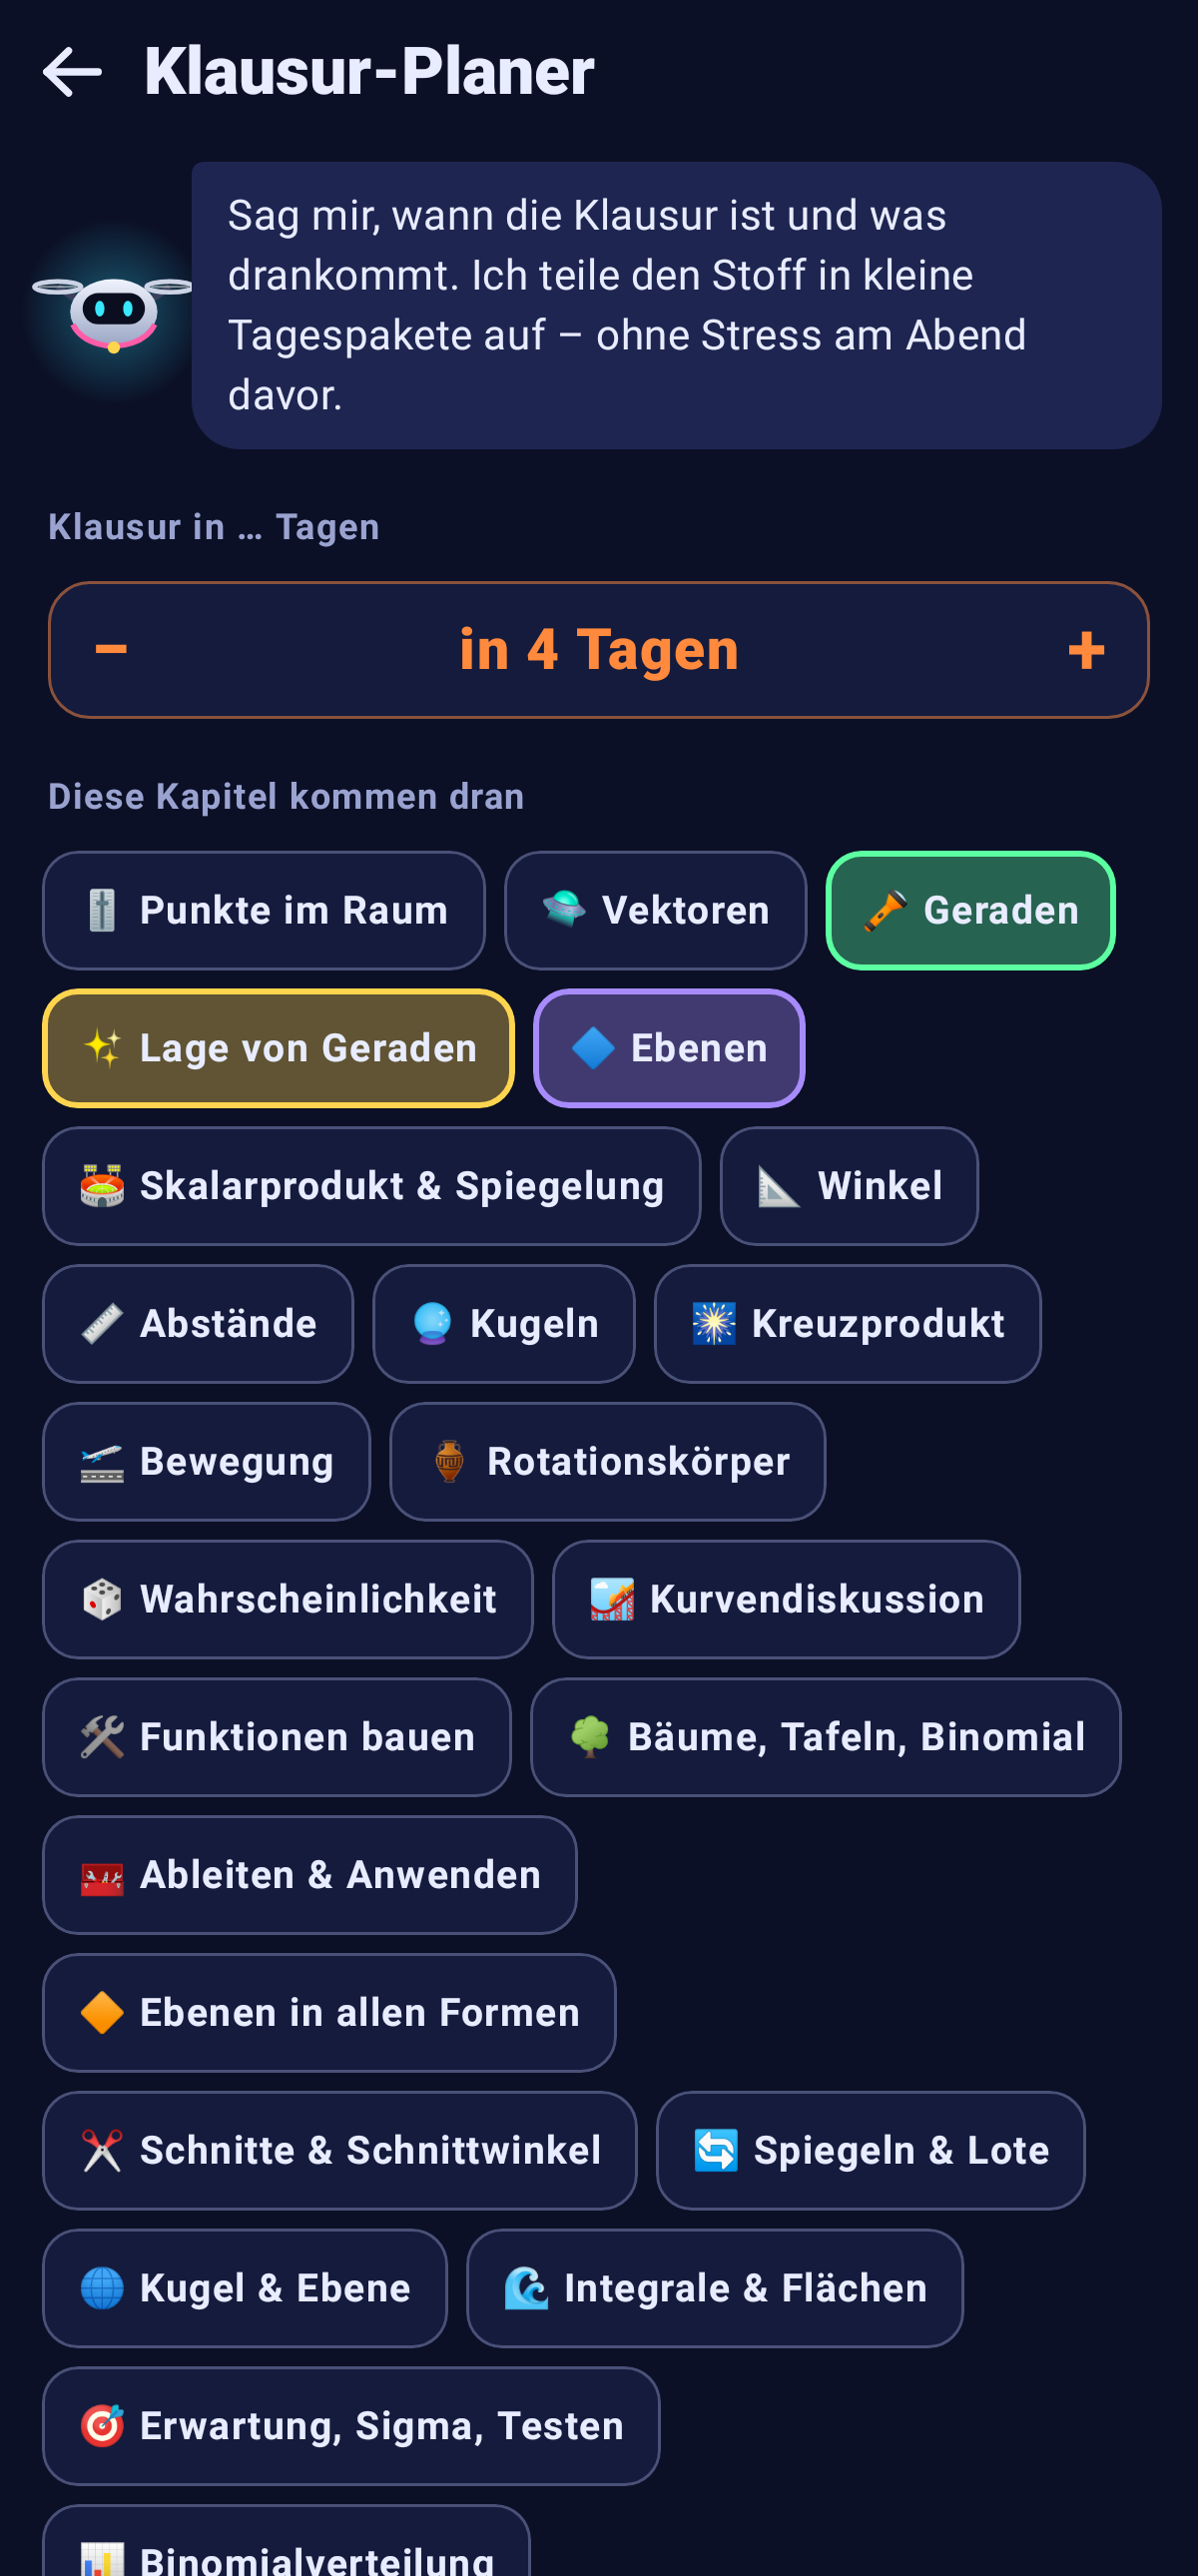 Klausur-Planer
Sag mir, wann die Klausur ist und was
drankommt. Ich teile den Stoff in kleine
Tagespakete auf – ohne Stress am Abend
davor.
Klausur in … Tagen
− in 4 Tagen +
Diese Kapitel kommen dran
Punkte im Raum Vektoren Geraden
Lage von Geraden Ebenen
Skalarprodukt & Spiegelung Winkel
Abstände Kugeln Kreuzprodukt
Bewegung Rotationskörper
Wahrscheinlichkeit Kurvendiskussion
Funktionen bauen Bäume, Tafeln, Binomial
Ableiten & Anwenden
Ebenen in allen Formen
Schnitte & Schnittwinkel Spiegeln & Lote
Kugel & Ebene Integrale & Flächen
Erwartung, Sigma, Testen
Binomialverteilung